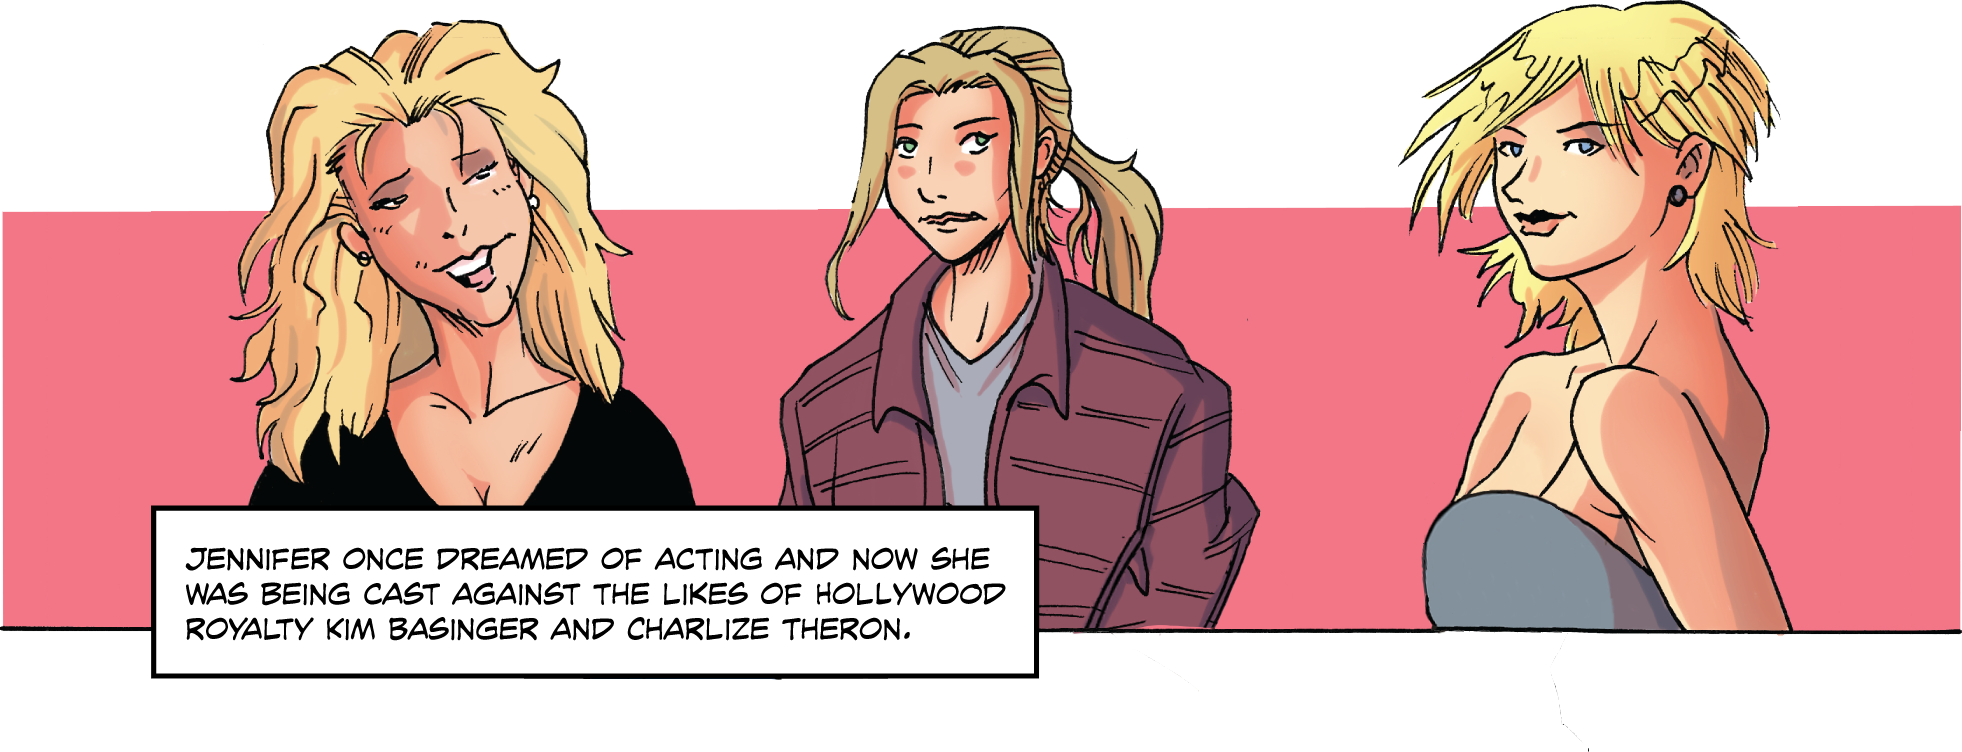 JENNIFER ONCE DREAMED OF ACTING AND NOW SHE
WAS BEING CAST AGAINST THE LIKES OF HOLLYWOOD
ROYALTY KIM BASINGER AND CHARLIZE THERON.